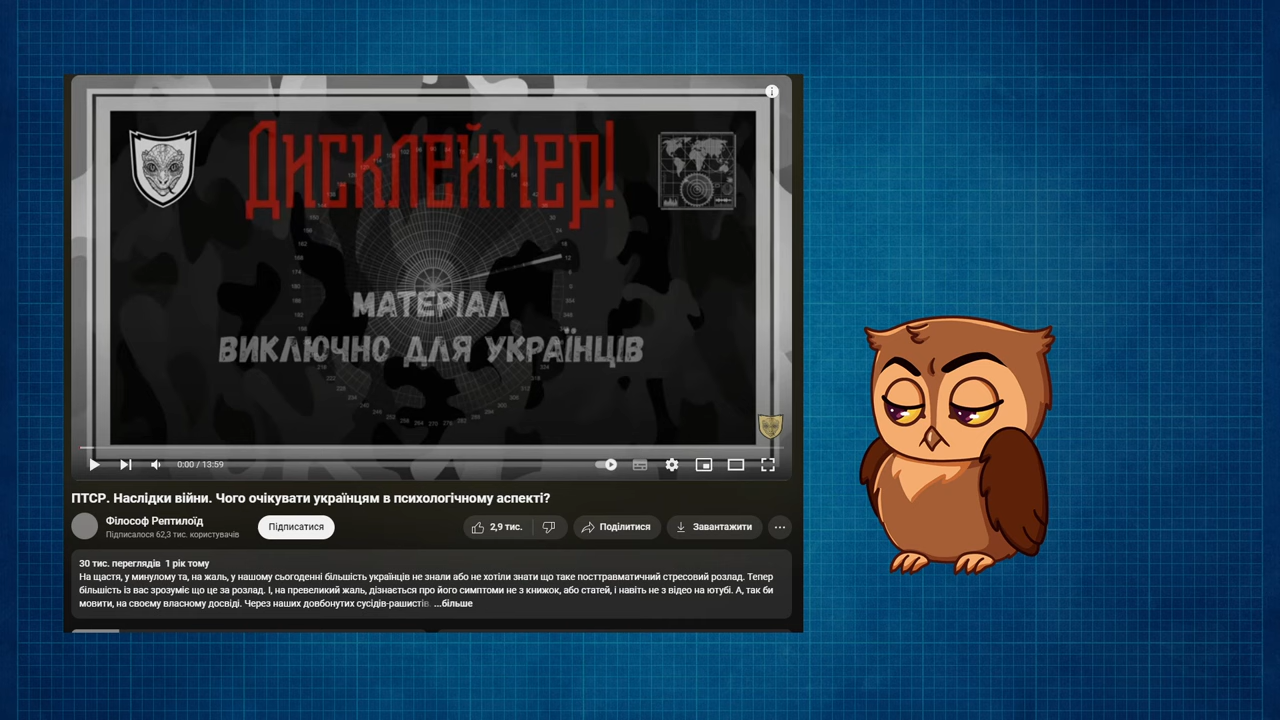 Дисклеймер!
МАТЕРІАЛ
ВИКЛЮЧНО ДЛЯ УКРАЇНЦІВ
0:00 / 13:59
ПТСР. Наслідки війни. Чого очікувати українцям в психологічному аспекті?
Філософ Рептилоїд
Підписалося 62,3 тис. користувачів
Підписатися
2,9 тис.
Поділитися
Завантажити
30 тис. переглядів 1 рік тому
На щастя, у минулому та, на жаль, у нашому сьогоденні більшість українців не знали або не хотіли знати що таке посттравматичний стресовий розлад. Тепер
більшість із вас зрозуміє що це за розлад. І, на превеликий жаль, дізнається про його симптоми не з книжок, або статей, і навіть не з відео на ютубі. А, так би
мовити, на своєму власному досвіді. Через наших довбонутих сусідів-рашистів. ...більше